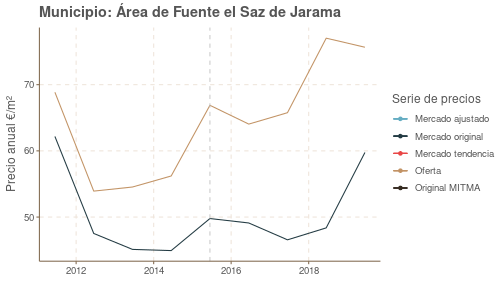 Municipio: Área de Fuente el Saz de Jarama
Precio anual €/m²
70
60
50
2012
2014
2016
2018
Serie de precios
Mercado ajustado
Mercado original
Mercado tendencia
Oferta
Original MITMA